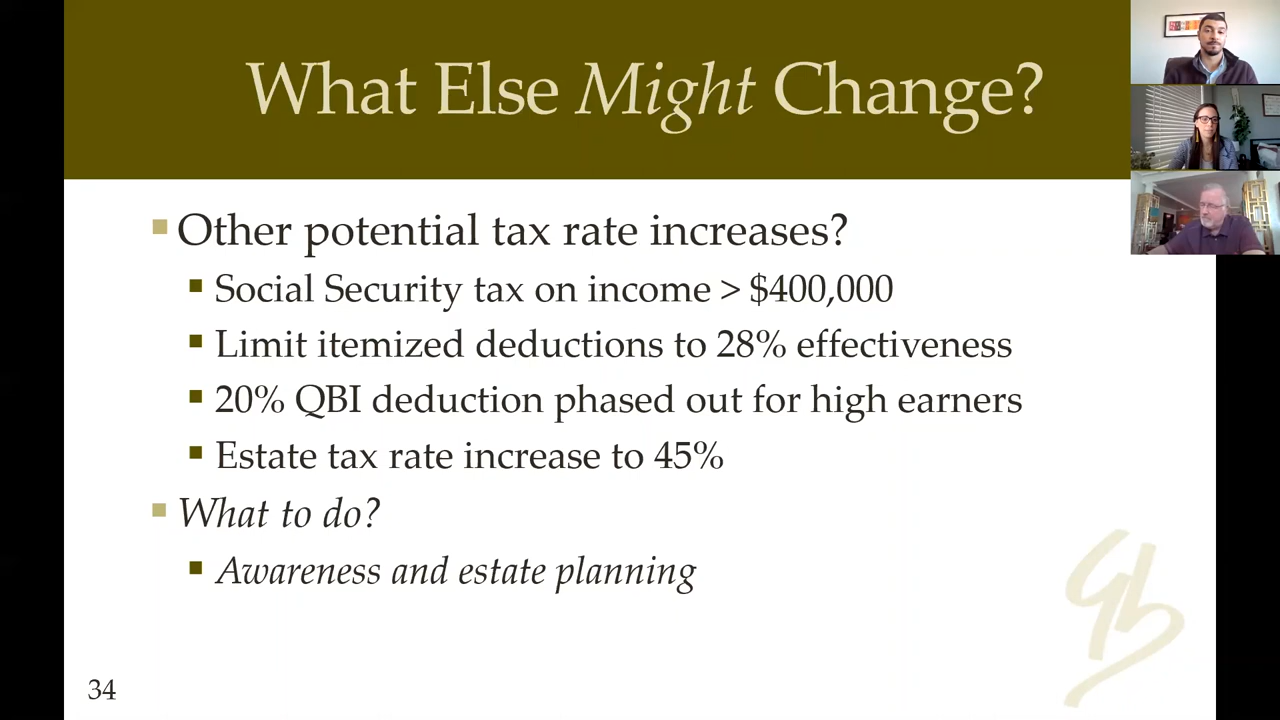 What Else Might Change?
Other potential tax rate increases?
Social Security tax on income > $400,000
Limit itemized deductions to 28% effectiveness
20% QBI deduction phased out for high earners
Estate tax rate increase to 45%
What to do?
Awareness and estate planning
34